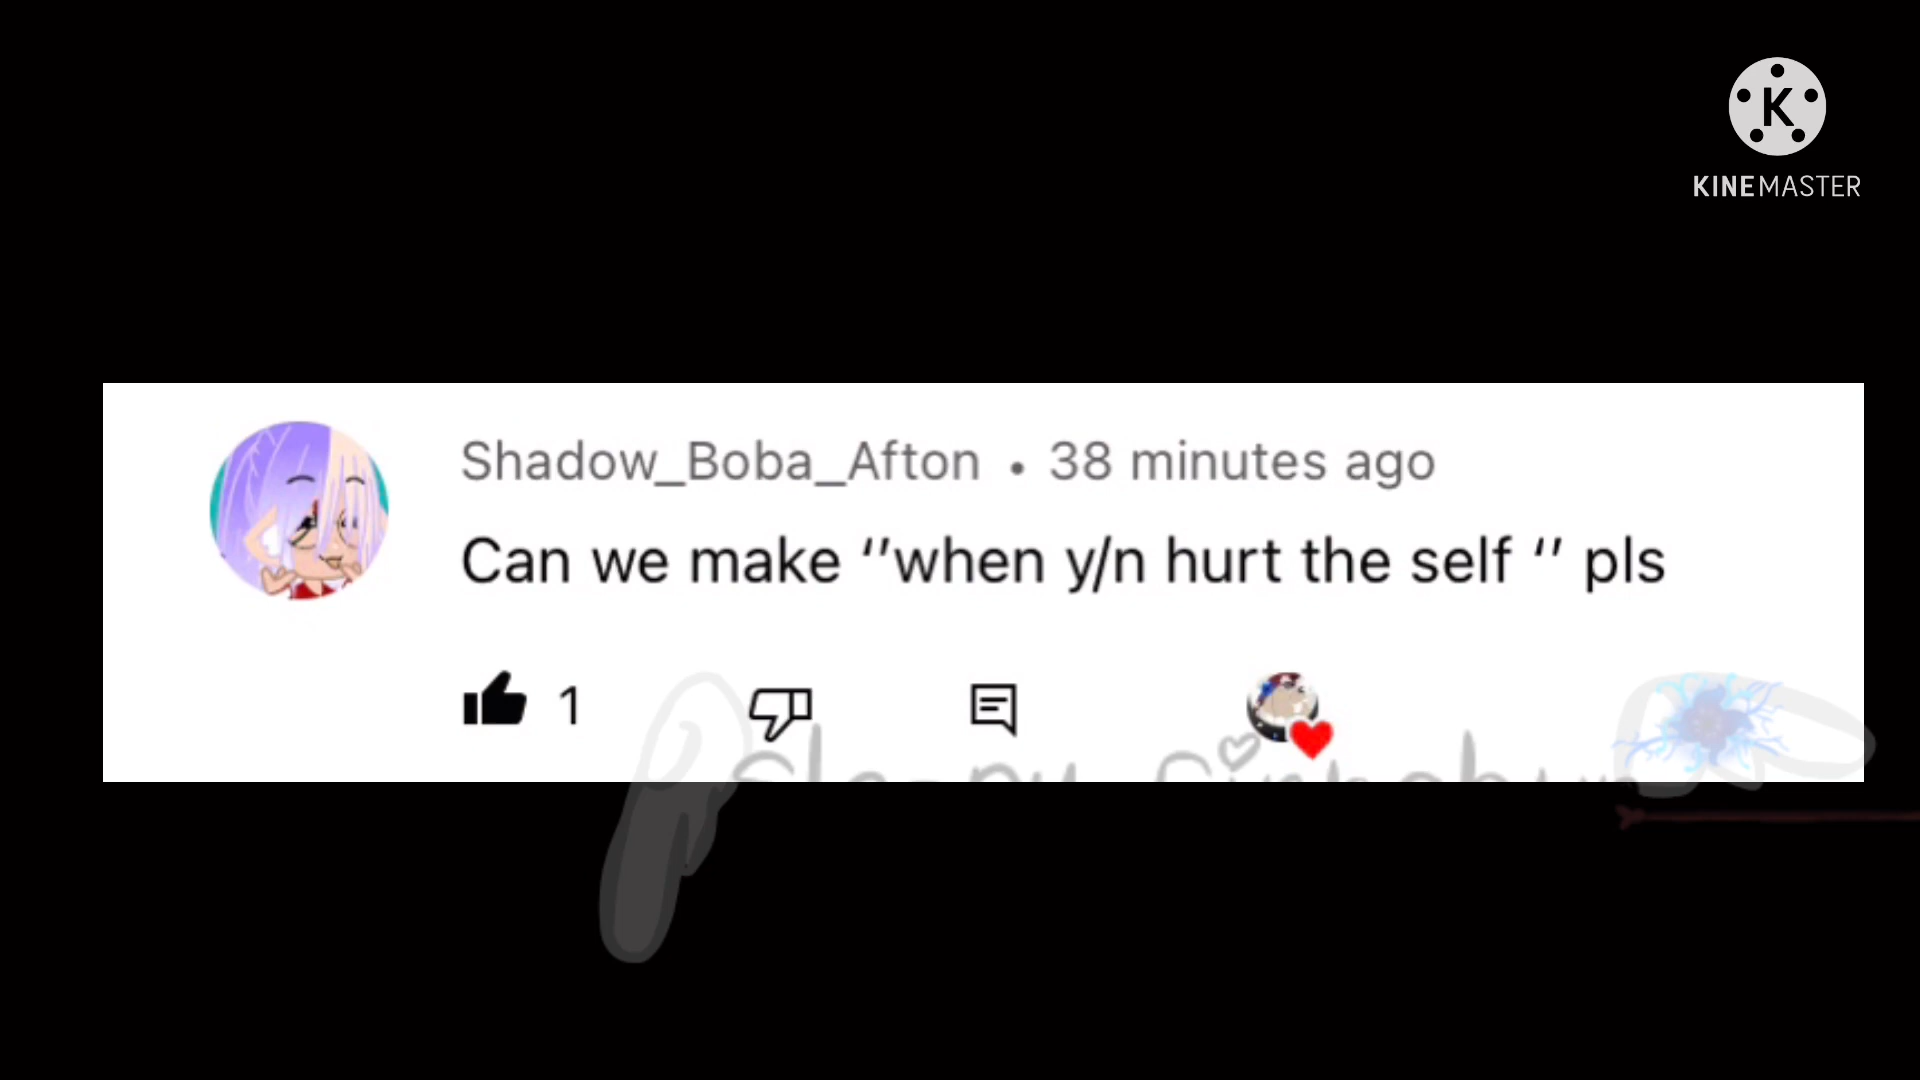 K
KINEMASTER
Shadow_Boba_Afton • 38 minutes ago
Can we make ‘’when y/n hurt the self ‘’ pls
1